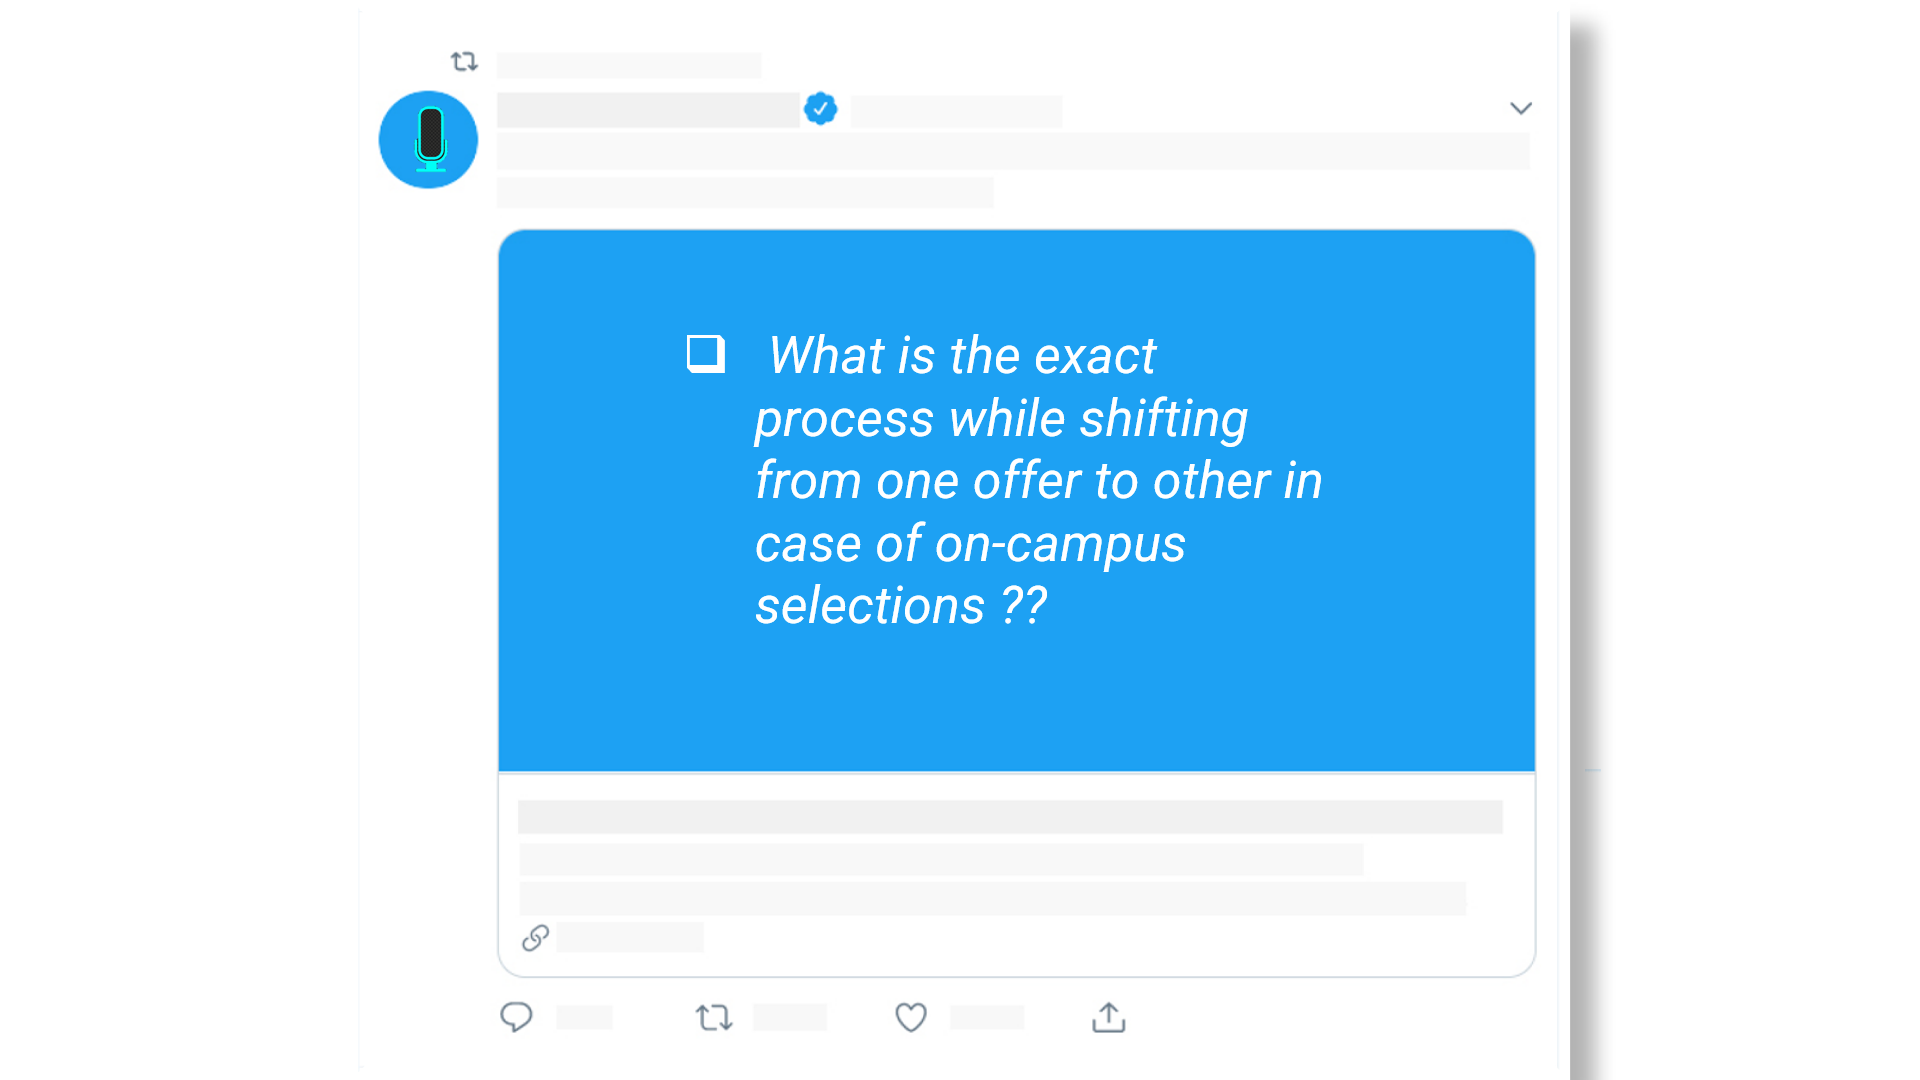 What is the exact
process while shifting
from one offer to other in
case of on-campus
selections ??